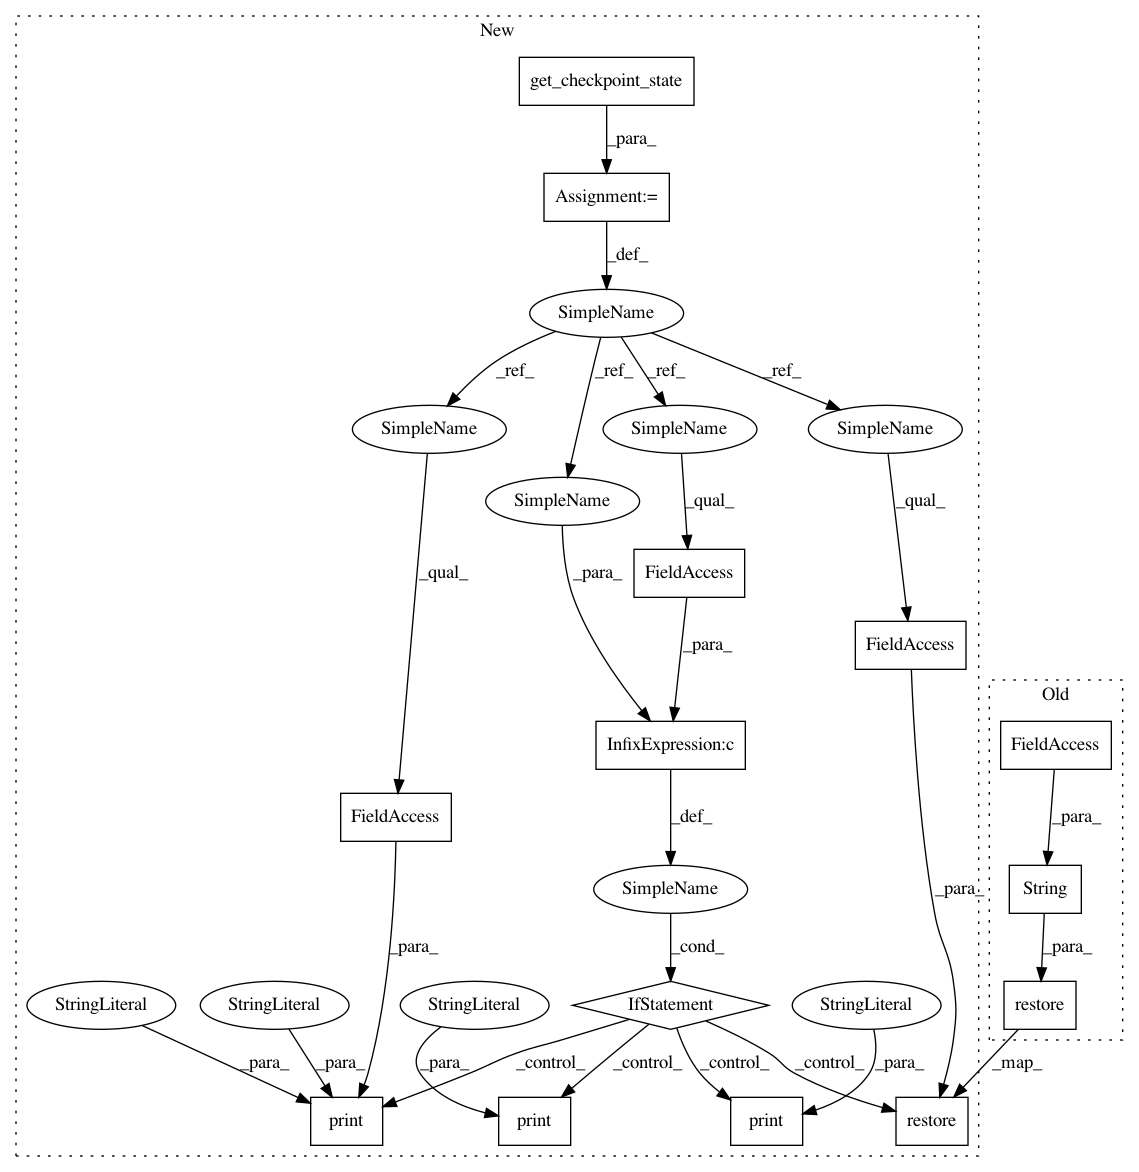 New
get_checkpoint_state
_para_
Assignment:=
_def_
SimpleName
_ref_ _ref_ _ref_ _ref_
SimpleName SimpleName SimpleName
SimpleName _qual_ _qual_
_qual_ _para_ FieldAccess
_para_ FieldAccess
Old
InfixExpression:c FieldAccess
FieldAccess _def_ _para_
SimpleName _para_ String
_para_ _cond_ _para_
StringLiteral StringLiteral StringLiteral IfStatement StringLiteral restore
_para_ _para_ _para_ _control_ _control_ _control_ _para_ _control_ _map_
print print print restore